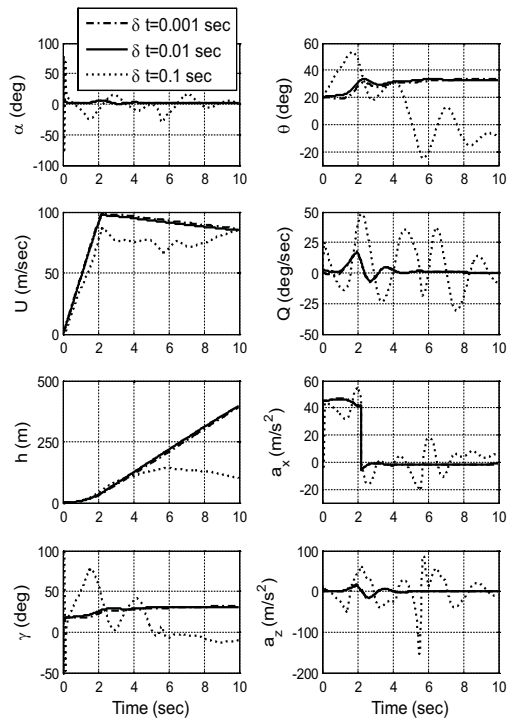 δ t=0.001 sec
δ t=0.01 sec
δ t=0.1 sec
100
50
0
-50
-100
α (deg)
0 2 4 6 8 10
60
40
20
0
-20
θ (deg)
0 2 4 6 8 10
100
50
0
U (m/sec)
0 2 4 6 8 10
50
25
0
-25
-50
Q (deg/sec)
0 2 4 6 8 10
500
250
0
h (m)
0 2 4 6 8 10
60
40
20
0
-20
a_x (m/s²)
0 2 4 6 8 10
100
50
0
-50
γ (deg)
0 2 4 6 8 10
Time (sec)
100
0
-100
-200
a_z (m/s²)
0 2 4 6 8 10
Time (sec)